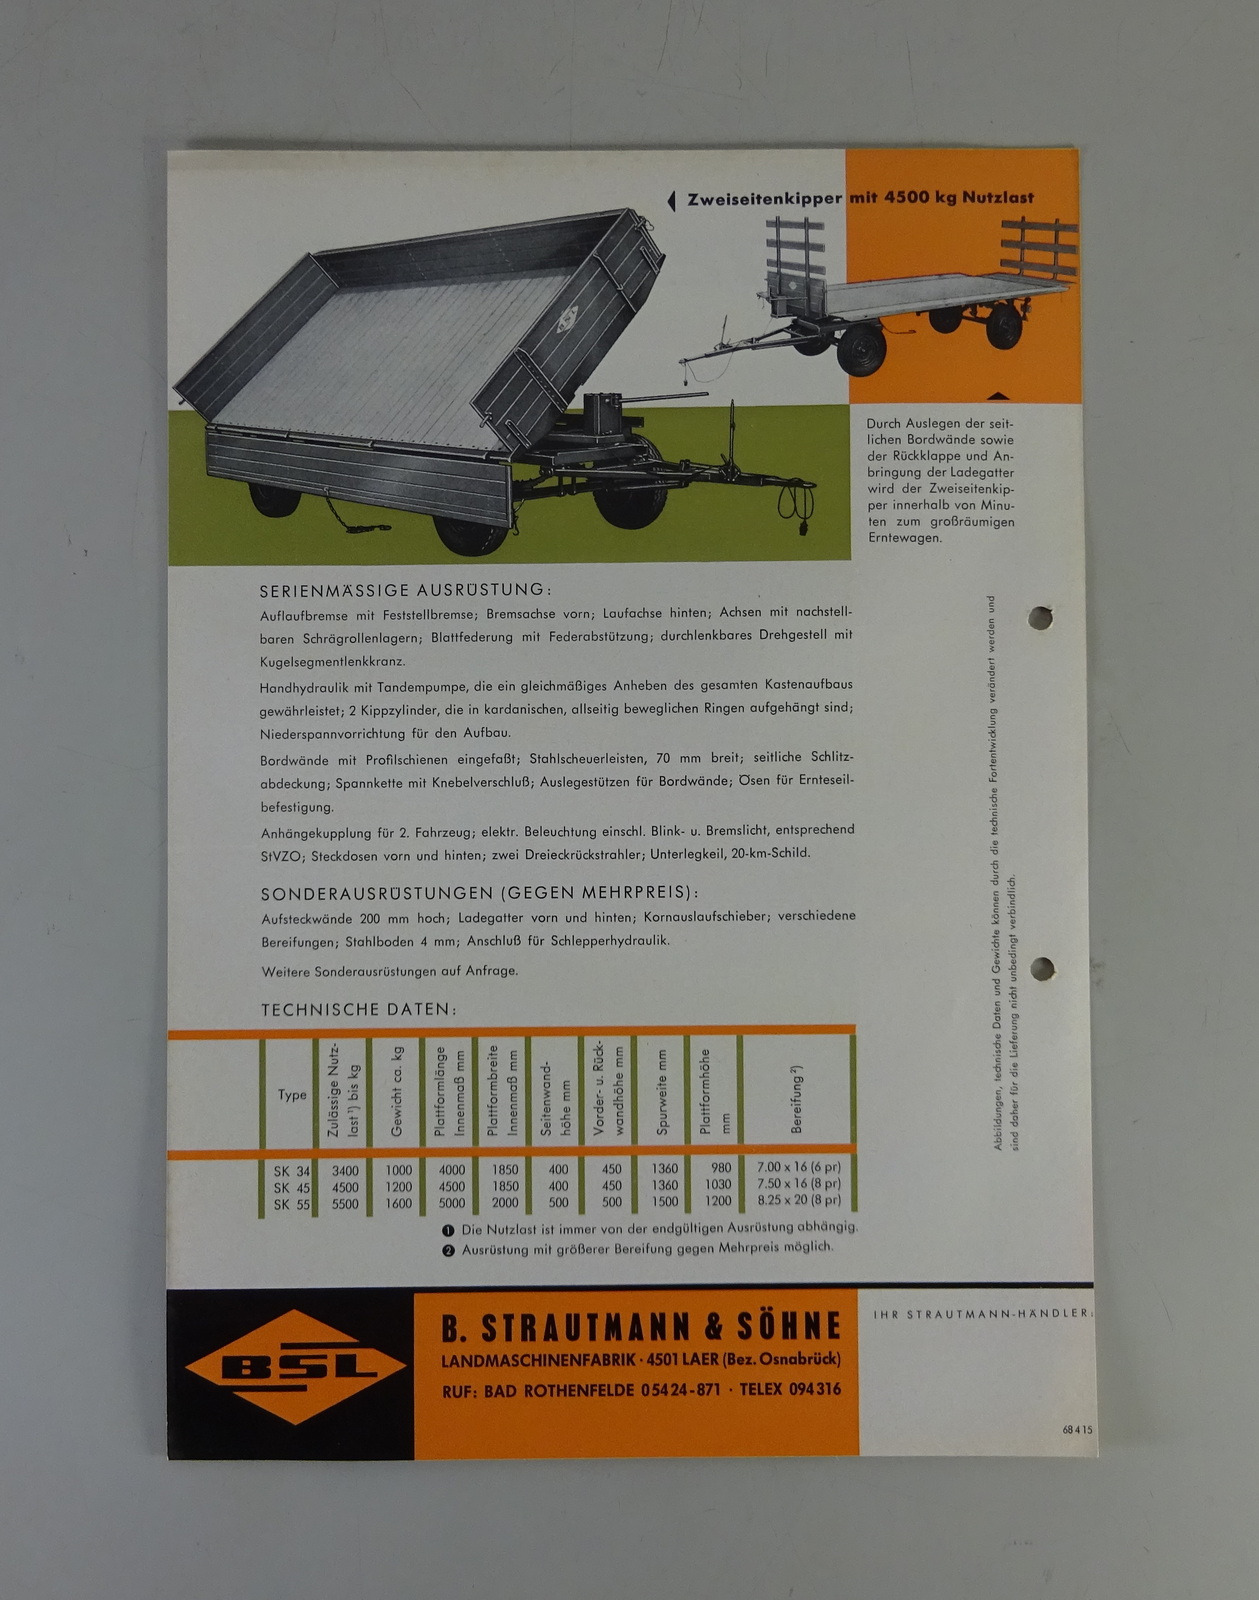 Zweiseitenkipper mit 4500 kg Nutzlast
BSL
Durch Auslegen der seit-
lichen Bordwände sowie
der Rückklappe und An-
bringung der Ladegatter
wird der Zweiseitenkip-
per innerhalb von Minu-
ten zum großräumigen
Erntewagen.
SERIENMÄSSIGE AUSRÜSTUNG:
Auflaufbremse mit Feststellbremse; Bremsachse vorn; Laufachse hinten; Achsen mit nachstell-
baren Schrägrollenlagern; Blattfederung mit Federabstützung; durchlenkbares Drehgestell mit
Kugelsegmentlenkkranz.
Handhydraulik mit Tandempumpe, die ein gleichmäßiges Anheben des gesamten Kastenaufbaus
gewährleistet; 2 Kippzylinder, die in kardanischen, allseitig beweglichen Ringen aufgehängt sind;
Niederspannvorrichtung für den Aufbau.
Bordwände mit Profilschienen eingefaßt; Stahlscheuerleisten, 70 mm breit; seitliche Schlitz-
abdeckung; Spannkette mit Knebelverschluß; Auslegestützen für Bordwände; Ösen für Ernteseil-
befestigung.
Anhängekupplung für 2. Fahrzeug; elektr. Beleuchtung einschl. Blink- u. Bremslicht, entsprechend
StVZO; Steckdosen vorn und hinten; zwei Dreieckrückstrahler; Unterlegkeil, 20-km-Schild.
SONDERAUSRÜSTUNGEN (GEGEN MEHRPREIS):
Aufsteckwände 200 mm hoch; Ladegatter vorn und hinten; Kornauslaufschieber; verschiedene
Bereifungen; Stahlboden 4 mm; Anschluß für Schlepperhydraulik.
Weitere Sonderausrüstungen auf Anfrage.
TECHNISCHE DATEN:
Type
Zulässige Nutz-
last ¹) bis kg
Gewicht ca. kg
Plattformlänge
Innenmaß mm
Plattformbreite
Innenmaß mm
Seitenwand-
höhe mm
Vorder- u. Rück-
wandhöhe mm
Spurweite mm
Plattformhöhe
mm
Bereifung ²)
SK 34 3400 1000 4000 1850 400 450 1360 980 7.00 x 16 (6 pr)
SK 45 4500 1200 4500 1850 400 450 1360 1030 7.50 x 16 (8 pr)
SK 55 5500 1600 5000 2000 500 500 1500 1200 8.25 x 20 (8 pr)
❶ Die Nutzlast ist immer von der endgültigen Ausrüstung abhängig.
❷ Ausrüstung mit größerer Bereifung gegen Mehrpreis möglich.
Abbildungen, technische Daten und Gewichte können durch die technische Fortentwicklung verändert werden und
sind daher für die Lieferung nicht unbedingt verbindlich.
BSL
B. STRAUTMANN & SÖHNE
LANDMASCHINENFABRIK · 4501 LAER (Bez. Osnabrück)
RUF: BAD ROTHENFELDE 05424-871 · TELEX 094316
IHR STRAUTMANN-HÄNDLER:
68415